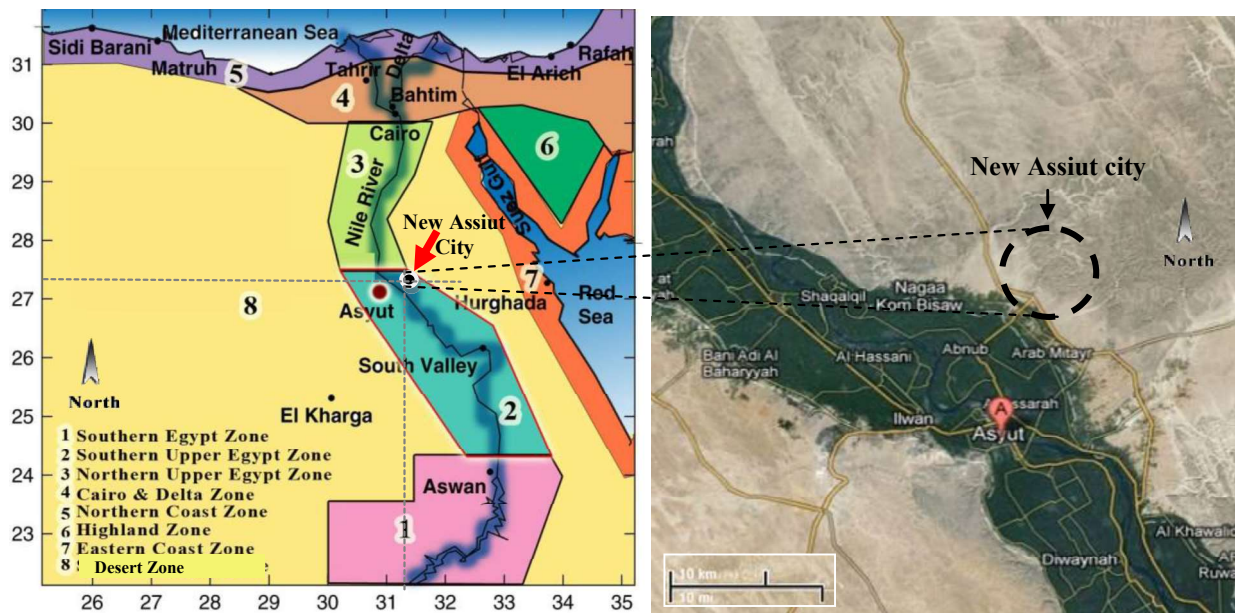 Mediterranean Sea
Sidi Barani
Matruh
5
Rafah
El Arich
Delta
Tahrir
4
Bahtim
Cairo
3
Nile River
6
Suez Gulf
New Assiut
City
7
Red
Sea
Hurghada
Asyut
8
South Valley
2
El Kharga
Aswan
1
North
1 Southern Egypt Zone
2 Southern Upper Egypt Zone
3 Northern Upper Egypt Zone
4 Cairo & Delta Zone
5 Northern Coast Zone
6 Highland Zone
7 Eastern Coast Zone
8 Desert Zone
31
30
29
28
27
26
25
24
23
26 27 28 29 30 31 32 33 34 35
New Assiut city
North
Nagaa
Kom Bisaw
Shaqalqil
Bani Adi Al
Baharyyah
Al Hassani
Abnub
Arab Mitayr
Ilwan
A
Asyut
Al Khawalid
Diwaynah
10 km
10 mi